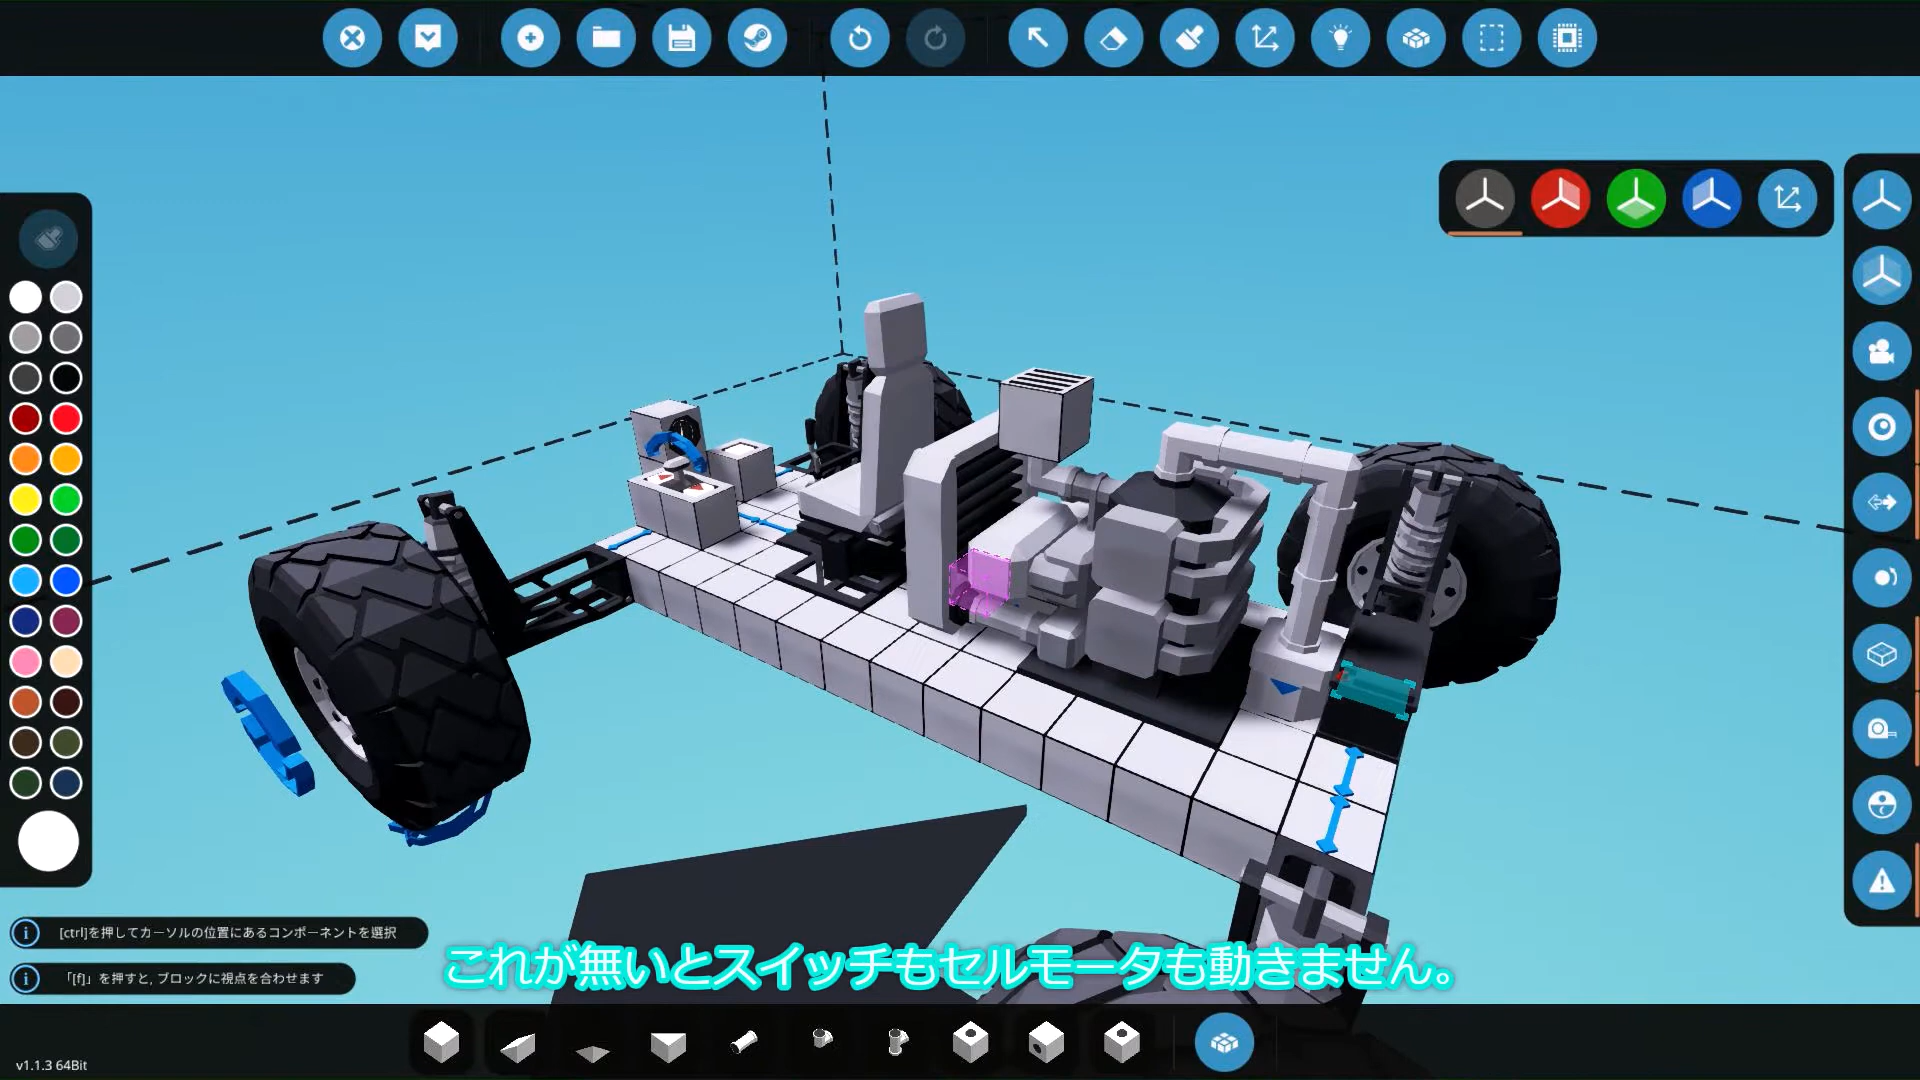 [ctrl]を押してカーソルの位置にあるコンポーネントを選択
「[f]」を押すと, ブロックに視点を合わせます
これが無いとスイッチもセルモータも動きません。
v1.1.3 64Bit